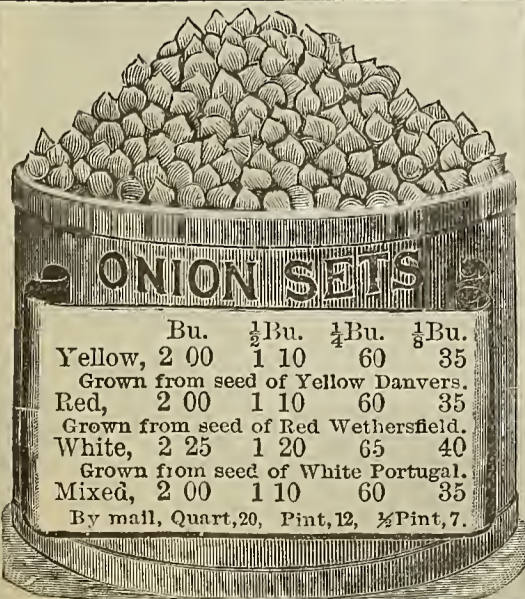 ONION SETS
Bu. ½Bu. ¼Bu. ⅛Bu.
Yellow, 2 00 1 10 60 35
Grown from seed of Yellow Danvers.
Red, 2 00 1 10 60 35
Grown from seed of Red Wethersfield.
White, 2 25 1 20 65 40
Grown from seed of White Portugal.
Mixed, 2 00 1 10 60 35
By mail, Quart,20, Pint,12, ½Pint,7.